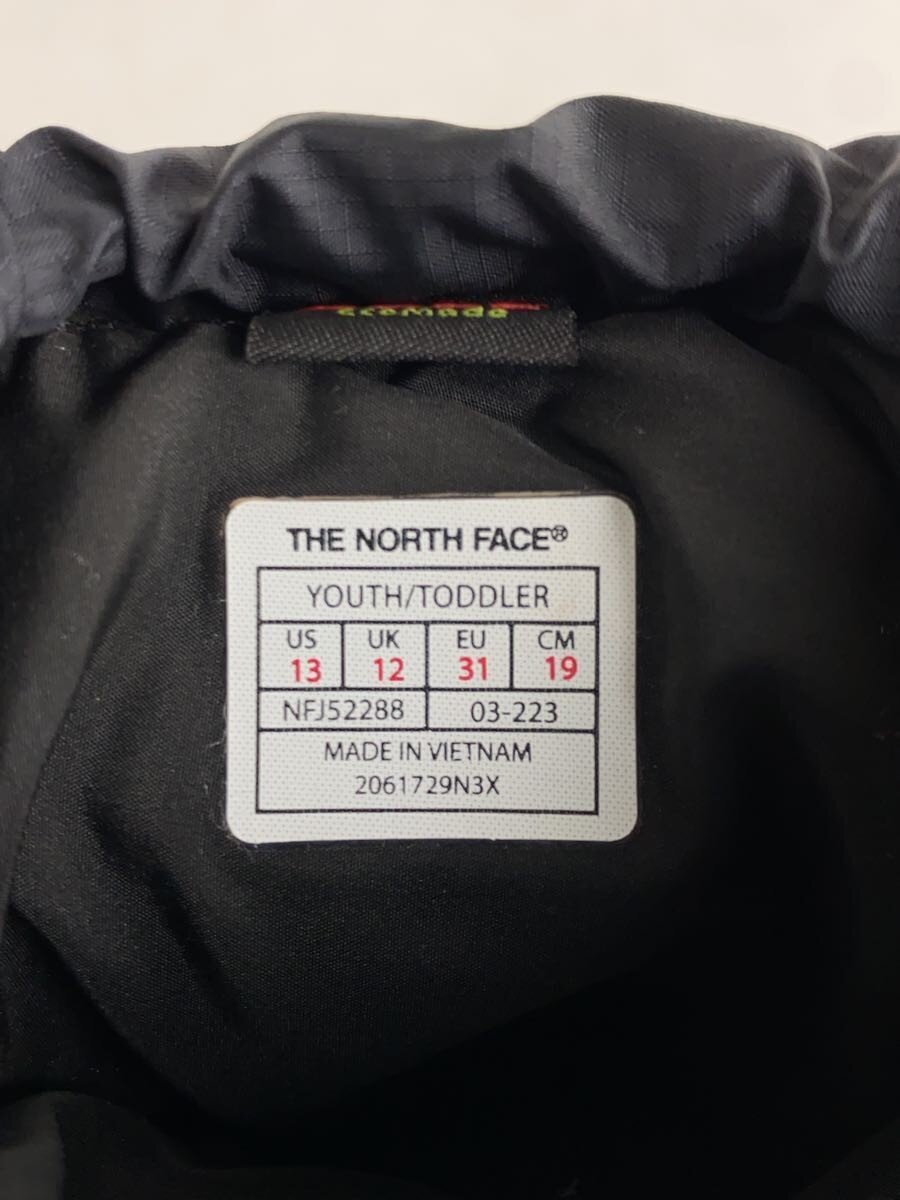 THE NORTH FACE®
YOUTH/TODDLER
US UK EU CM
13 12 31 19
NFJ52288 03-223
MADE IN VIETNAM
2061729N3X